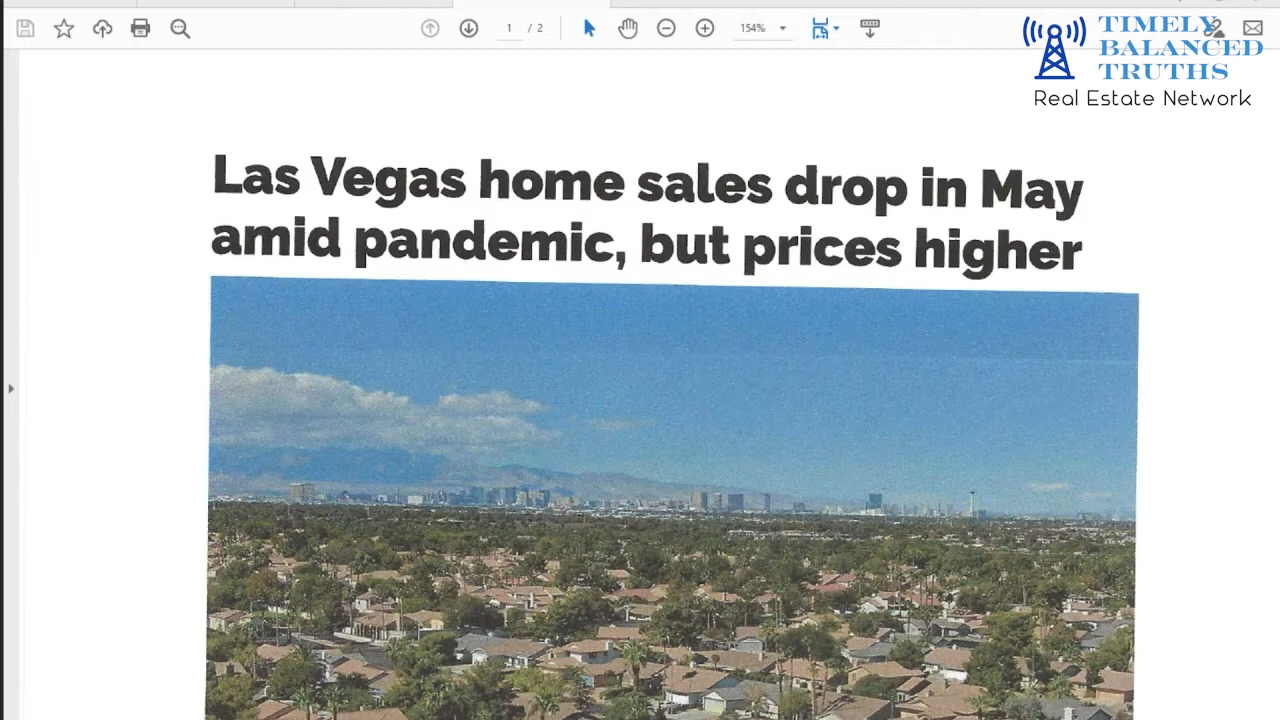 1 / 2
154%
TIMELY
BALANCED
TRUTHS
Real Estate Network
Las Vegas home sales drop in May
amid pandemic, but prices higher